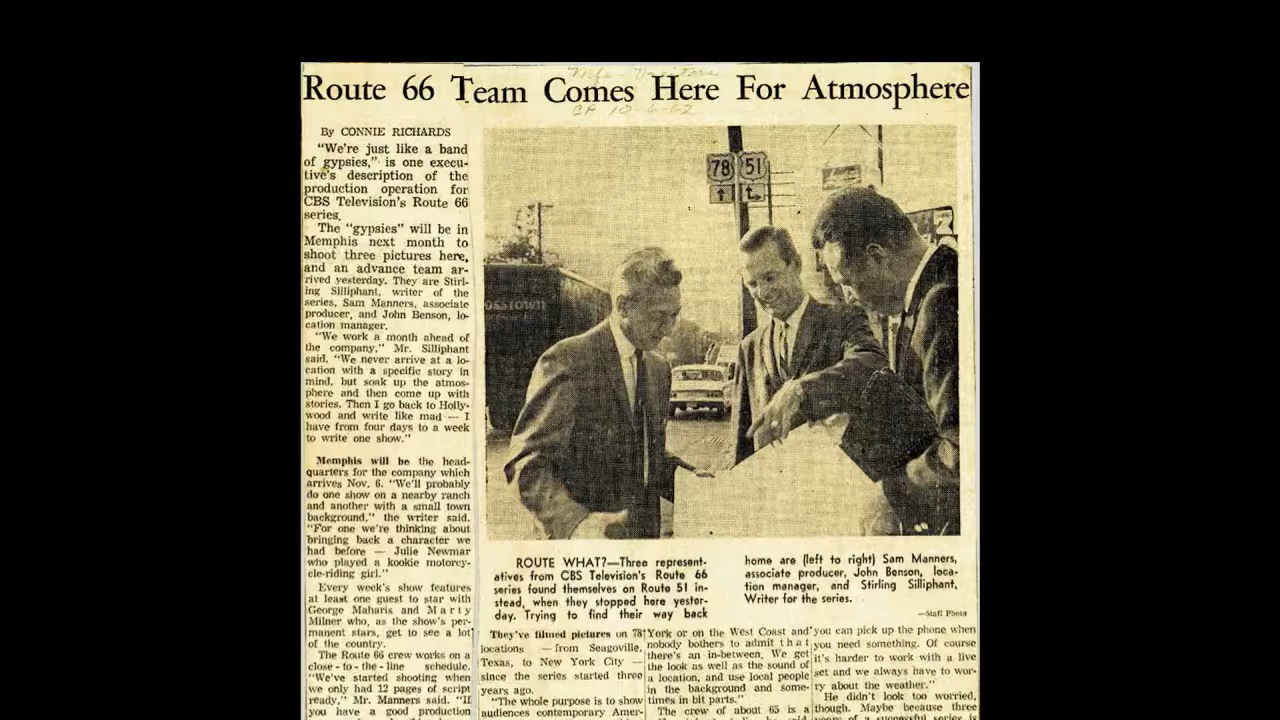 Mfs - Visitors
Route 66 Team Comes Here For Atmosphere
CA 10-6-62
By CONNIE RICHARDS
"We're just like a band
of gypsies," is one execu-
tive's description of the
production operation for
CBS Television's Route 66
series.
The "gypsies" will be in
Memphis next month to
shoot three pictures here,
and an advance team ar-
rived yesterday. They are Stirl-
ing Silliphant, writer of the
series, Sam Manners, associate
producer, and John Benson, lo-
cation manager.
"We work a month ahead of
the company," Mr. Silliphant
said. "We never arrive at a lo-
cation with a specific story in
mind, but soak up the atmos-
phere and then come up with
stories. Then I go back to Holly-
wood and write like mad — I
have from four days to a week
to write one show."
Memphis will be the head-
quarters for the company which
arrives Nov. 6. "We'll probably
do one show on a nearby ranch
and another with a small town
background," the writer said.
"For one we're thinking about
bringing back a character we
had before — Julie Newmar
who played a kookie motorcy-
cle-riding girl."
Every week's show features
at least one guest to star with
George Maharis and Marty
Milner who, as the show's per-
manent stars, get to see a lot
of the country.
The Route 66 crew works on a
close-to-the-line schedule.
"We've started shooting when
we only had 12 pages of script
ready," Mr. Manners said. "If
you have a good production
78 51
OSSTOWN
ROUTE WHAT?—Three represent-
atives from CBS Television's Route 66
series found themselves on Route 51 in-
stead, when they stopped here yester-
day. Trying to find their way back
home are (left to right) Sam Manners,
associate producer, John Benson, loca-
tion manager, and Stirling Silliphant,
Writer for the series.
—Staff Photo
They've filmed pictures on 78
locations — from Seagoville,
Texas, to New York City —
since the series started three
years ago.
"The whole purpose is to show
audiences contemporary Amer-
York or on the West Coast and
nobody bothers to admit that
there's an in-between. We get
the look as well as the sound of
a location, and use local people
in the background and some-
times in bit parts."
The crew of about 65 is a
you can pick up the phone when
you need something. Of course
it's harder to work with a live
set and we always have to wor-
ry about the weather."
He didn't look too worried,
though. Maybe because three
years of a successful series is